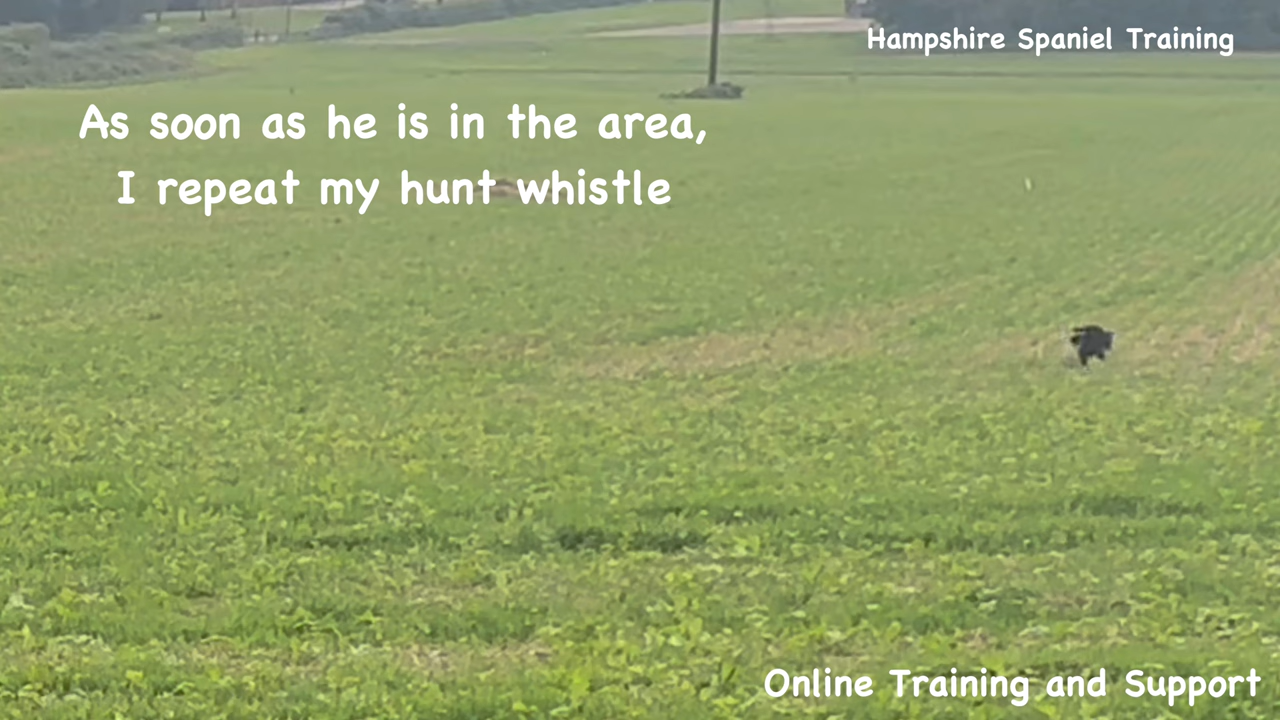 Hampshire Spaniel Training
As soon as he is in the area,
I repeat my hunt whistle
Online Training and Support